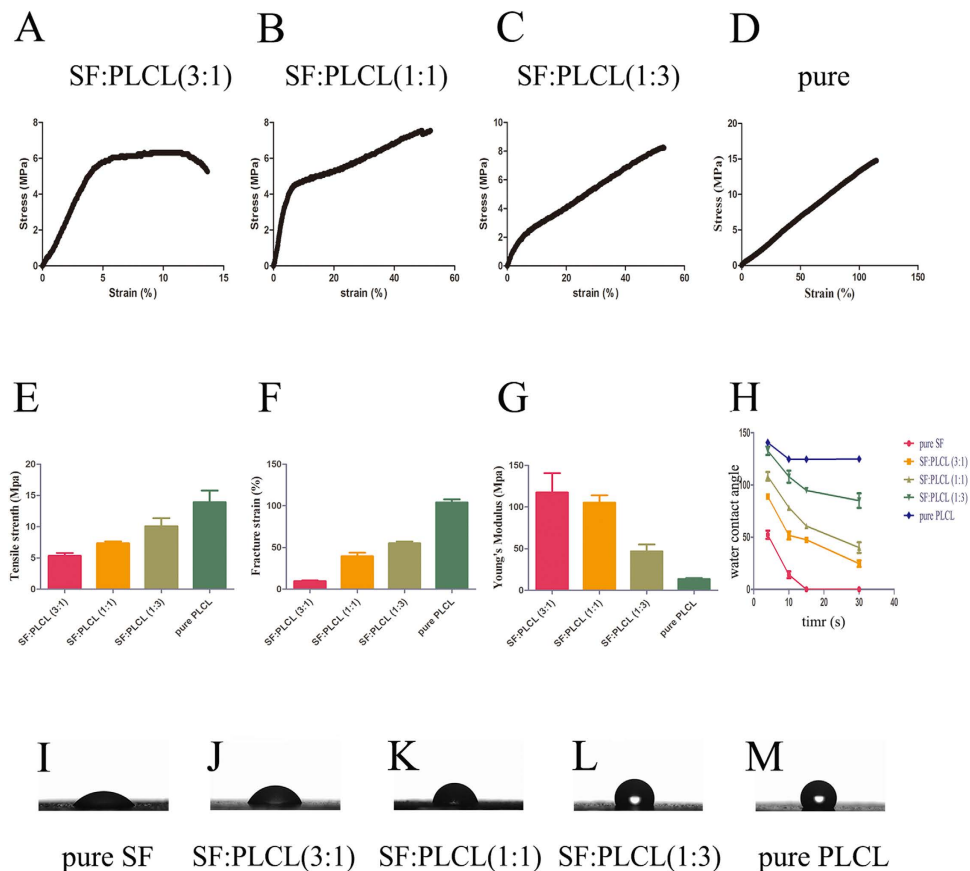 A
B
C
D
SF:PLCL(3:1)
SF:PLCL(1:1)
SF:PLCL(1:3)
pure
8
6
4
2
0
Stress (MPa)
0 5 10 15
Strain (%)
8
6
4
2
0
Stress (MPa)
0 20 40 60
strain (%)
10
8
6
4
2
0
Stress (MPa)
0 20 40 60
strain (%)
20
15
10
5
0
Stress (MPa)
0 50 100 150
Strain (%)
E
F
G
H
20
15
10
5
0
Tensile strenth (Mpa)
SF:PLCL (3:1)
SF:PLCL (1:1)
SF:PLCL (1:3)
pure PLCL
150
100
50
0
Fracture strain (%)
SF:PLCL (3:1)
SF:PLCL (1:1)
SF:PLCL (1:3)
pure PLCL
150
100
50
0
Young's Modulus (Mpa)
SF:PLCL (3:1)
SF:PLCL (1:1)
SF:PLCL (1:3)
pure PLCL
150
100
50
0
water contact angle
0 10 20 30 40
timr (s)
pure SF
SF:PLCL (3:1)
SF:PLCL (1:1)
SF:PLCL (1:3)
pure PLCL
I
J
K
L
M
pure SF
SF:PLCL(3:1)
SF:PLCL(1:1)
SF:PLCL(1:3)
pure PLCL